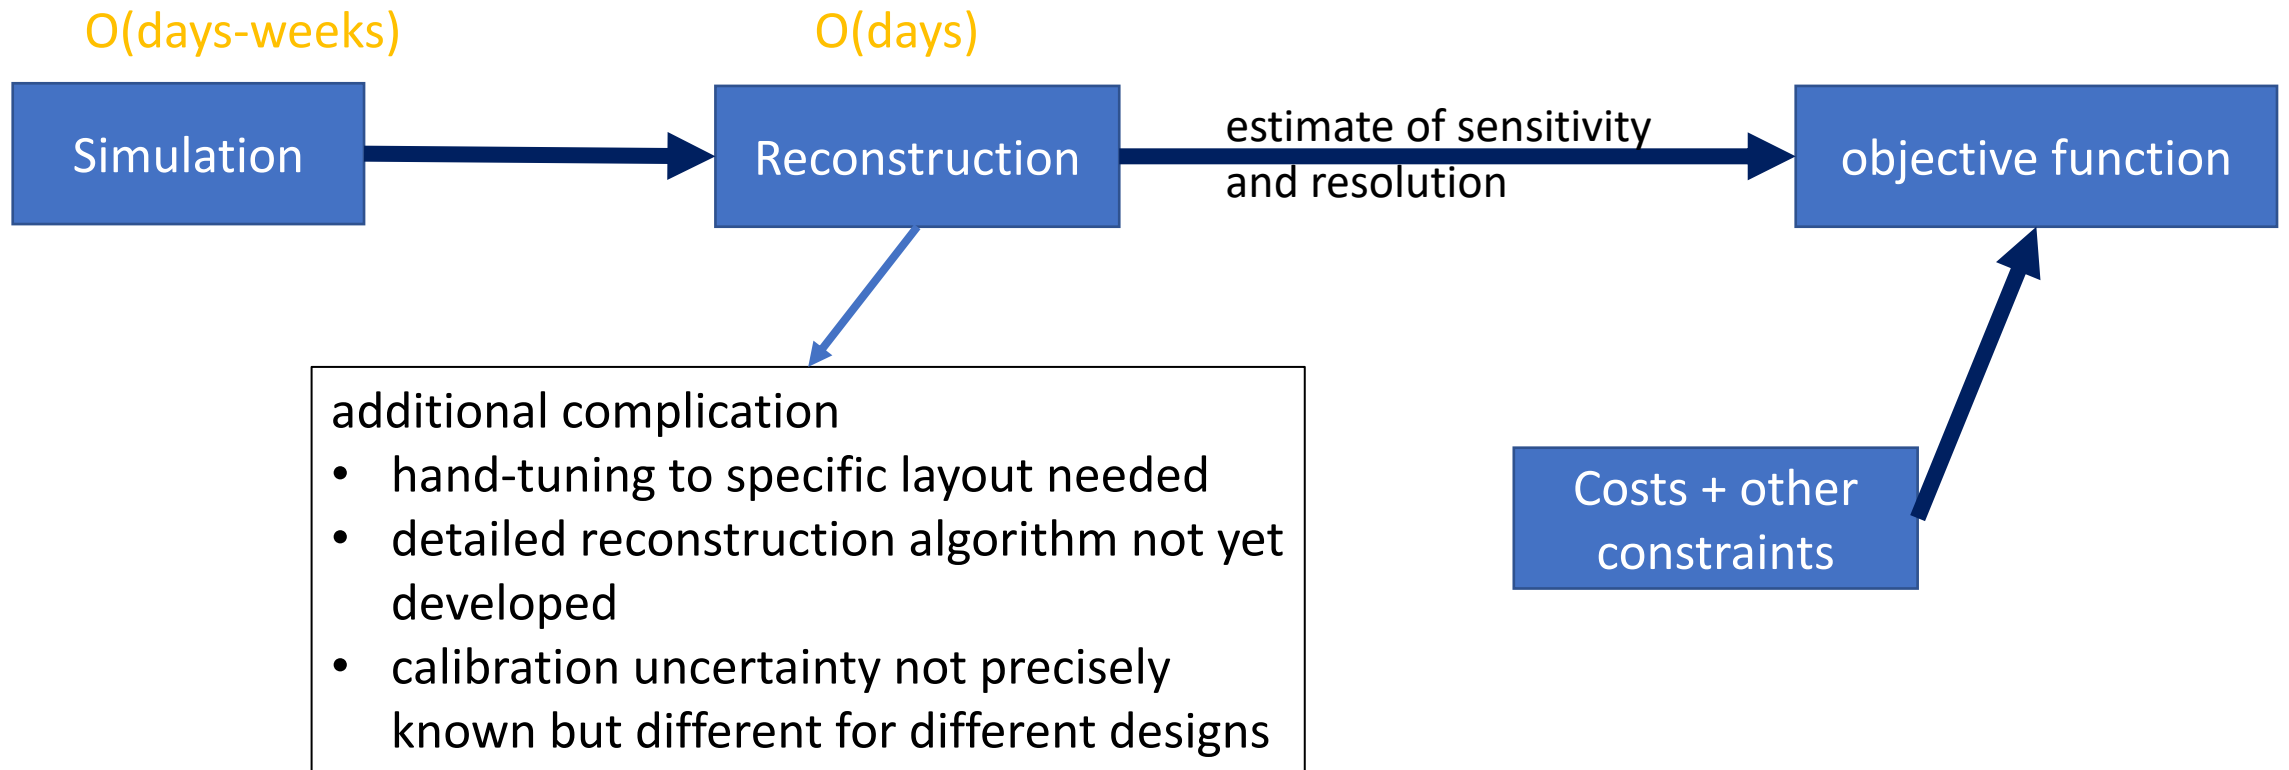 O(days-weeks)
O(days)
Simulation
Reconstruction
estimate of sensitivity
and resolution
objective function
additional complication
• hand-tuning to specific layout needed
• detailed reconstruction algorithm not yet
developed
• calibration uncertainty not precisely
known but different for different designs
Costs + other
constraints